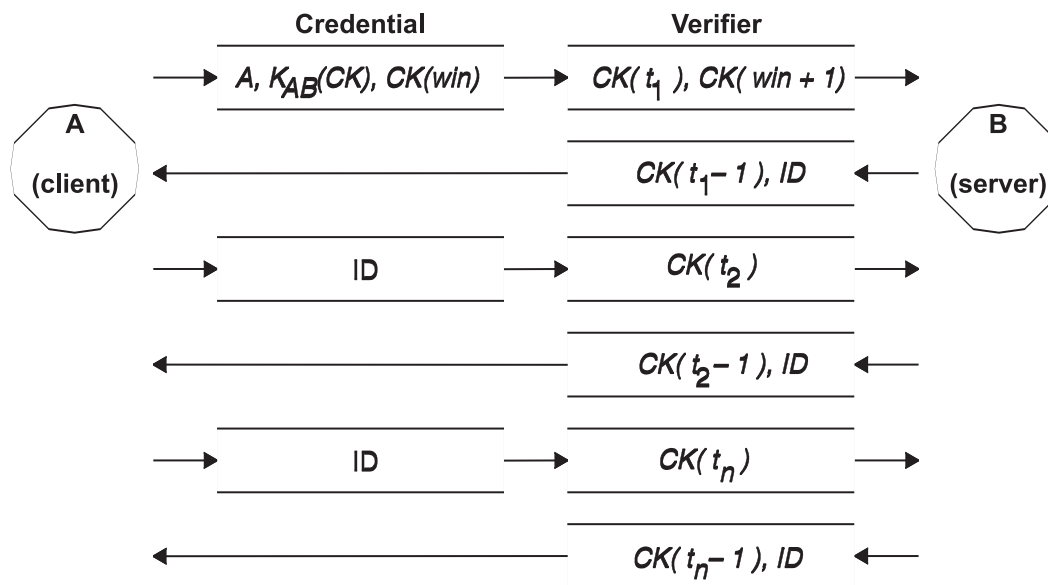 Credential Verifier
A, K_AB(CK), CK(win) CK( t_1 ), CK( win + 1)
A
(client)
B
(server)
CK( t_1 – 1 ), ID
ID CK( t_2 )
CK( t_2 – 1 ), ID
ID CK( t_n )
CK( t_n – 1 ), ID